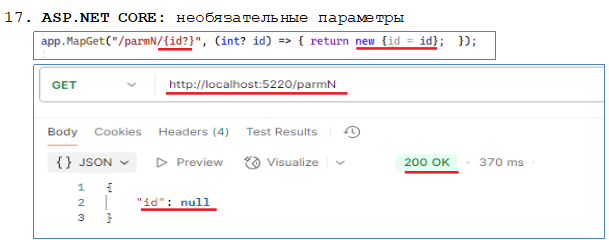 17. ASP.NET CORE: необязательные параметры
app.MapGet("/parmN/{id?}", (int? id) => { return new {id = id}; });
GET http://localhost:5220/parmN
Body Cookies Headers (4) Test Results
{} JSON Preview Visualize 200 OK • 370 ms •
1 {
2 "id": null
3 }